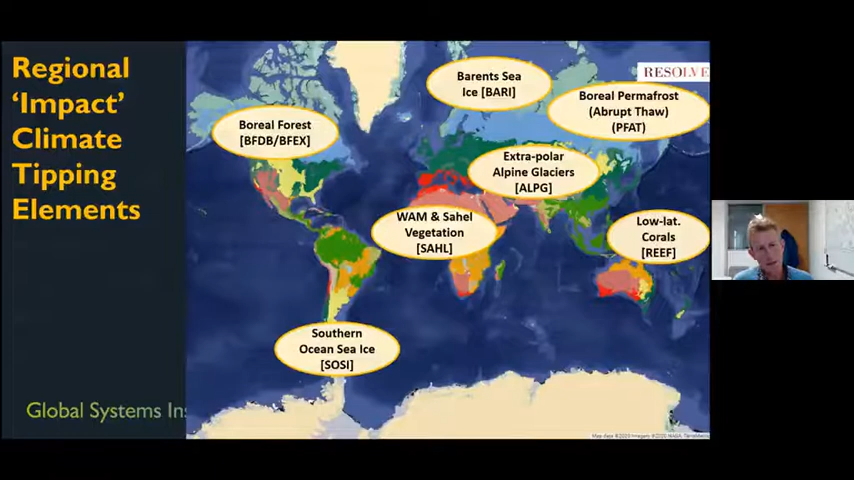 Regional
‘Impact’
Climate
Tipping
Elements
Global Systems Ins
Barents Sea
Ice [BARI]
RESOLVE
Boreal Permafrost
(Abrupt Thaw)
(PFAT)
Boreal Forest
[BFDB/BFEX]
Extra-polar
Alpine Glaciers
[ALPG]
WAM & Sahel
Vegetation
[SAHL]
Low-lat.
Corals
[REEF]
Southern
Ocean Sea Ice
[SOSI]